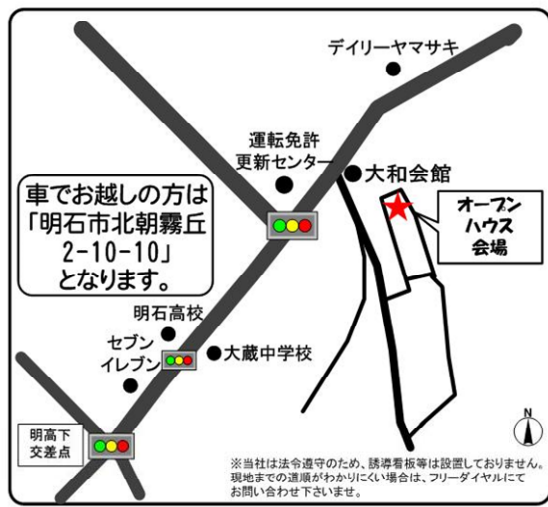 デイリーヤマサキ
運転免許
更新センター
大和会館
車でお越しの方は
「明石市北朝霧丘
2-10-10」
となります。
オープン
ハウス
会場
明石高校
セブン
イレブン
大蔵中学校
明高下
交差点
N
※当社は法令遵守のため、誘導看板等は設置しておりません。
現地までの道順がわかりにくい場合は、フリーダイヤルにて
お問い合わせ下さいませ。